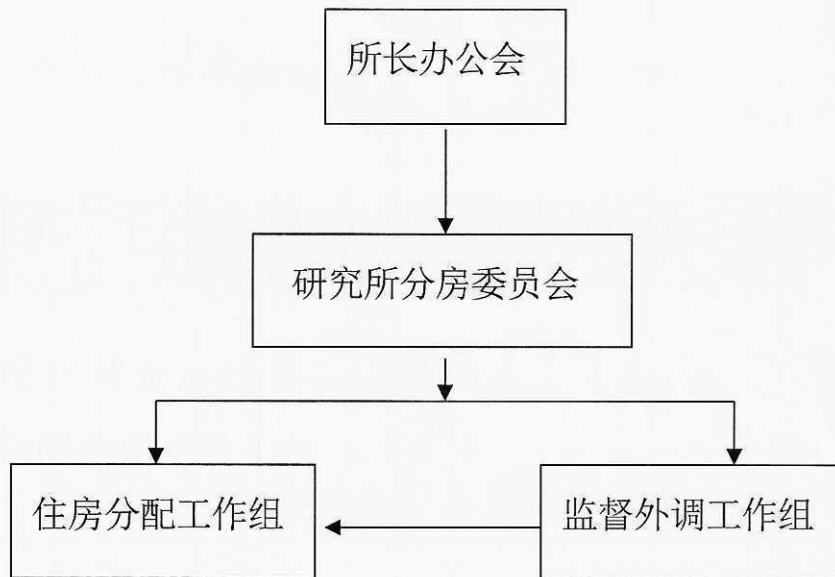 所长办公会
研究所分房委员会
住房分配工作组
监督外调工作组